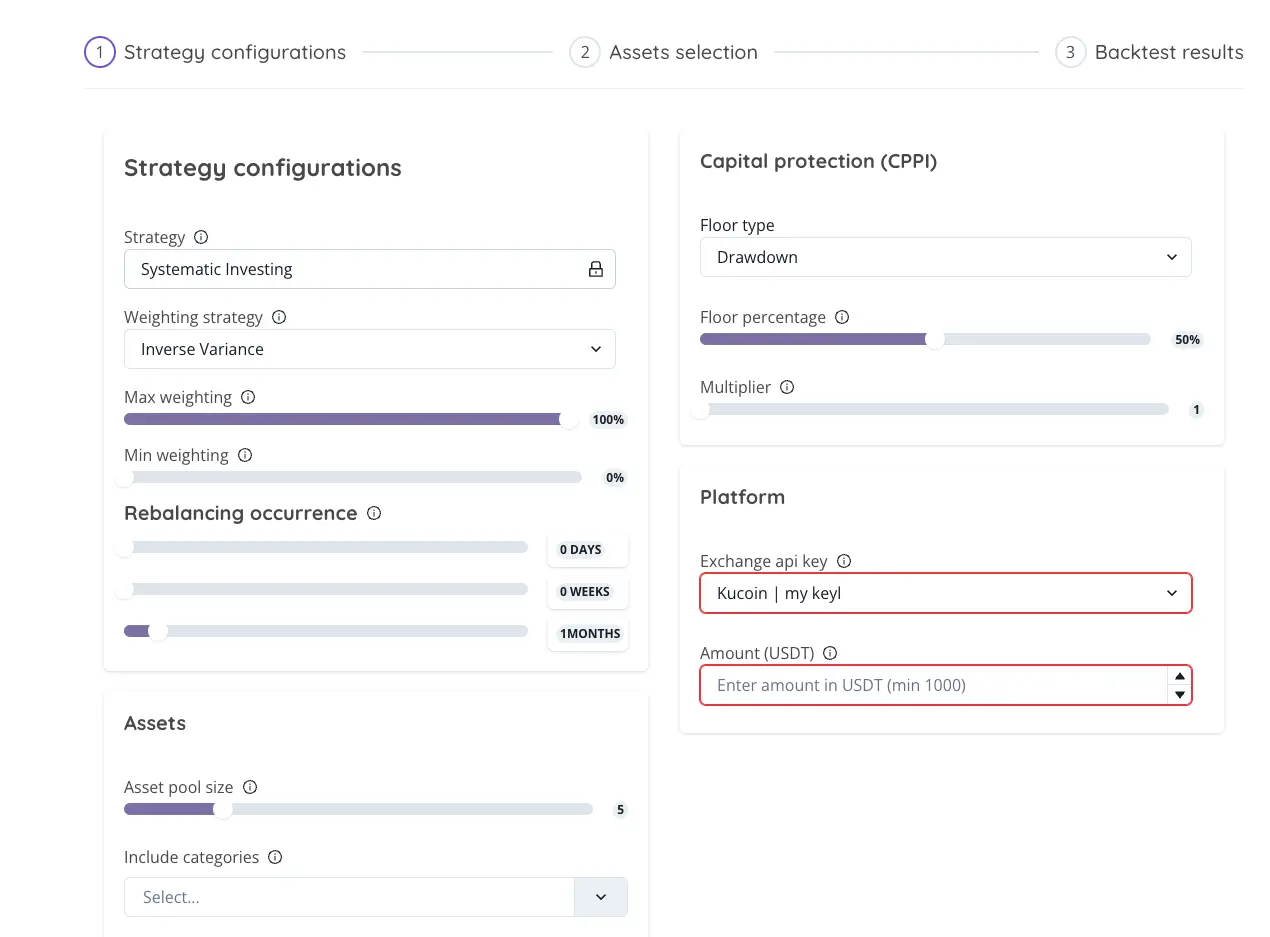 1 Strategy configurations
2 Assets selection
3 Backtest results
Strategy configurations
Strategy
Systematic Investing
Weighting strategy
Inverse Variance
Max weighting
100%
Min weighting
0%
Rebalancing occurrence
0 DAYS
0 WEEKS
1MONTHS
Assets
Asset pool size
5
Include categories
Select...
Capital protection (CPPI)
Floor type
Drawdown
Floor percentage
50%
Multiplier
1
Platform
Exchange api key
Kucoin | my keyl
Amount (USDT)
Enter amount in USDT (min 1000)